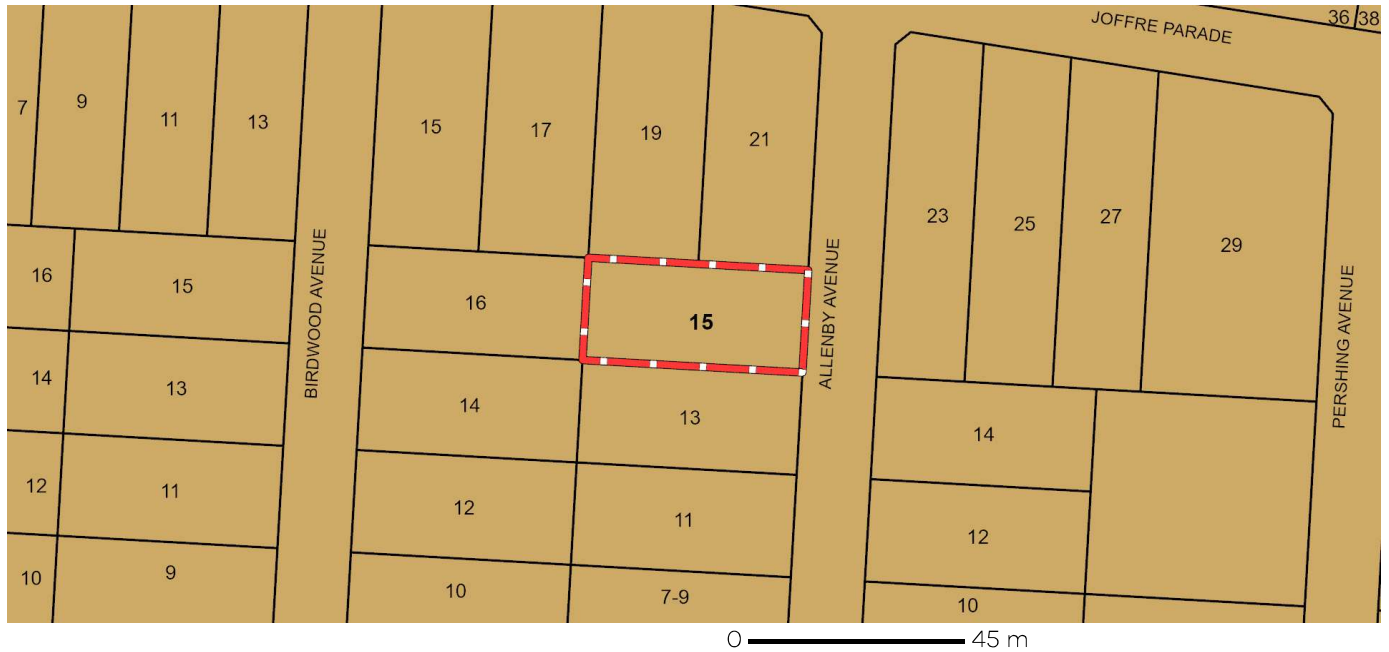 36 38
JOFFRE PARADE
7 9 11 13 15 17 19 21
23 25 27 29
BIRDWOOD AVENUE
ALLENBY AVENUE
PERSHING AVENUE
16 15 16 15
14 13 14 13 14
12 11 12 11 12
10 9 10 7-9 10
0 45 m